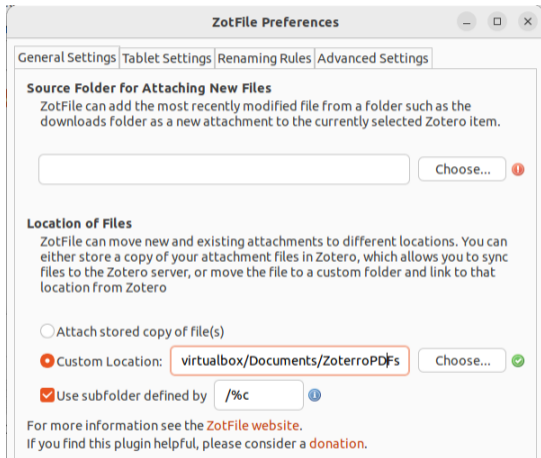 ZotFile Preferences
General Settings Tablet Settings Renaming Rules Advanced Settings
Source Folder for Attaching New Files
ZotFile can add the most recently modified file from a folder such as the
downloads folder as a new attachment to the currently selected Zotero item.
Choose...
Location of Files
ZotFile can move new and existing attachments to different locations. You can
either store a copy of your attachment files in Zotero, which allows you to sync
files to the Zotero server, or move the file to a custom folder and link to that
location from Zotero
Attach stored copy of file(s)
Custom Location: virtualbox/Documents/ZoterroPDFs Choose...
Use subfolder defined by /%c
For more information see the ZotFile website.
If you find this plugin helpful, please consider a donation.